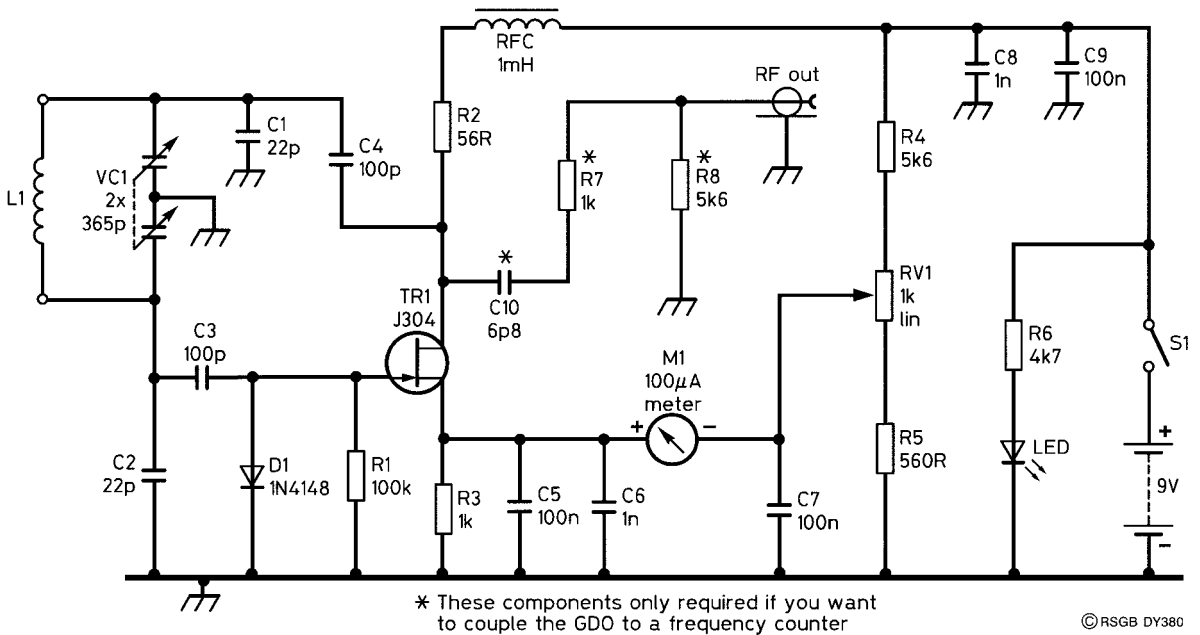 RFC
1mH
C8
1n
C9
100n
RF out
R2
56R
C1
22p
C4
100p
R4
5k6
*
R7
1k
*
R8
5k6
L1
VC1
2x
365p
*
C10
6p8
TR1
J304
RV1
1k
lin
C3
100p
R6
4k7
S1
M1
100µA
meter
+
-
+
C2
22p
D1
1N4148
R1
100k
R3
1k
C5
100n
C6
1n
C7
100n
R5
560R
LED
9V
-
* These components only required if you want
to couple the GDO to a frequency counter
© RSGB DY380